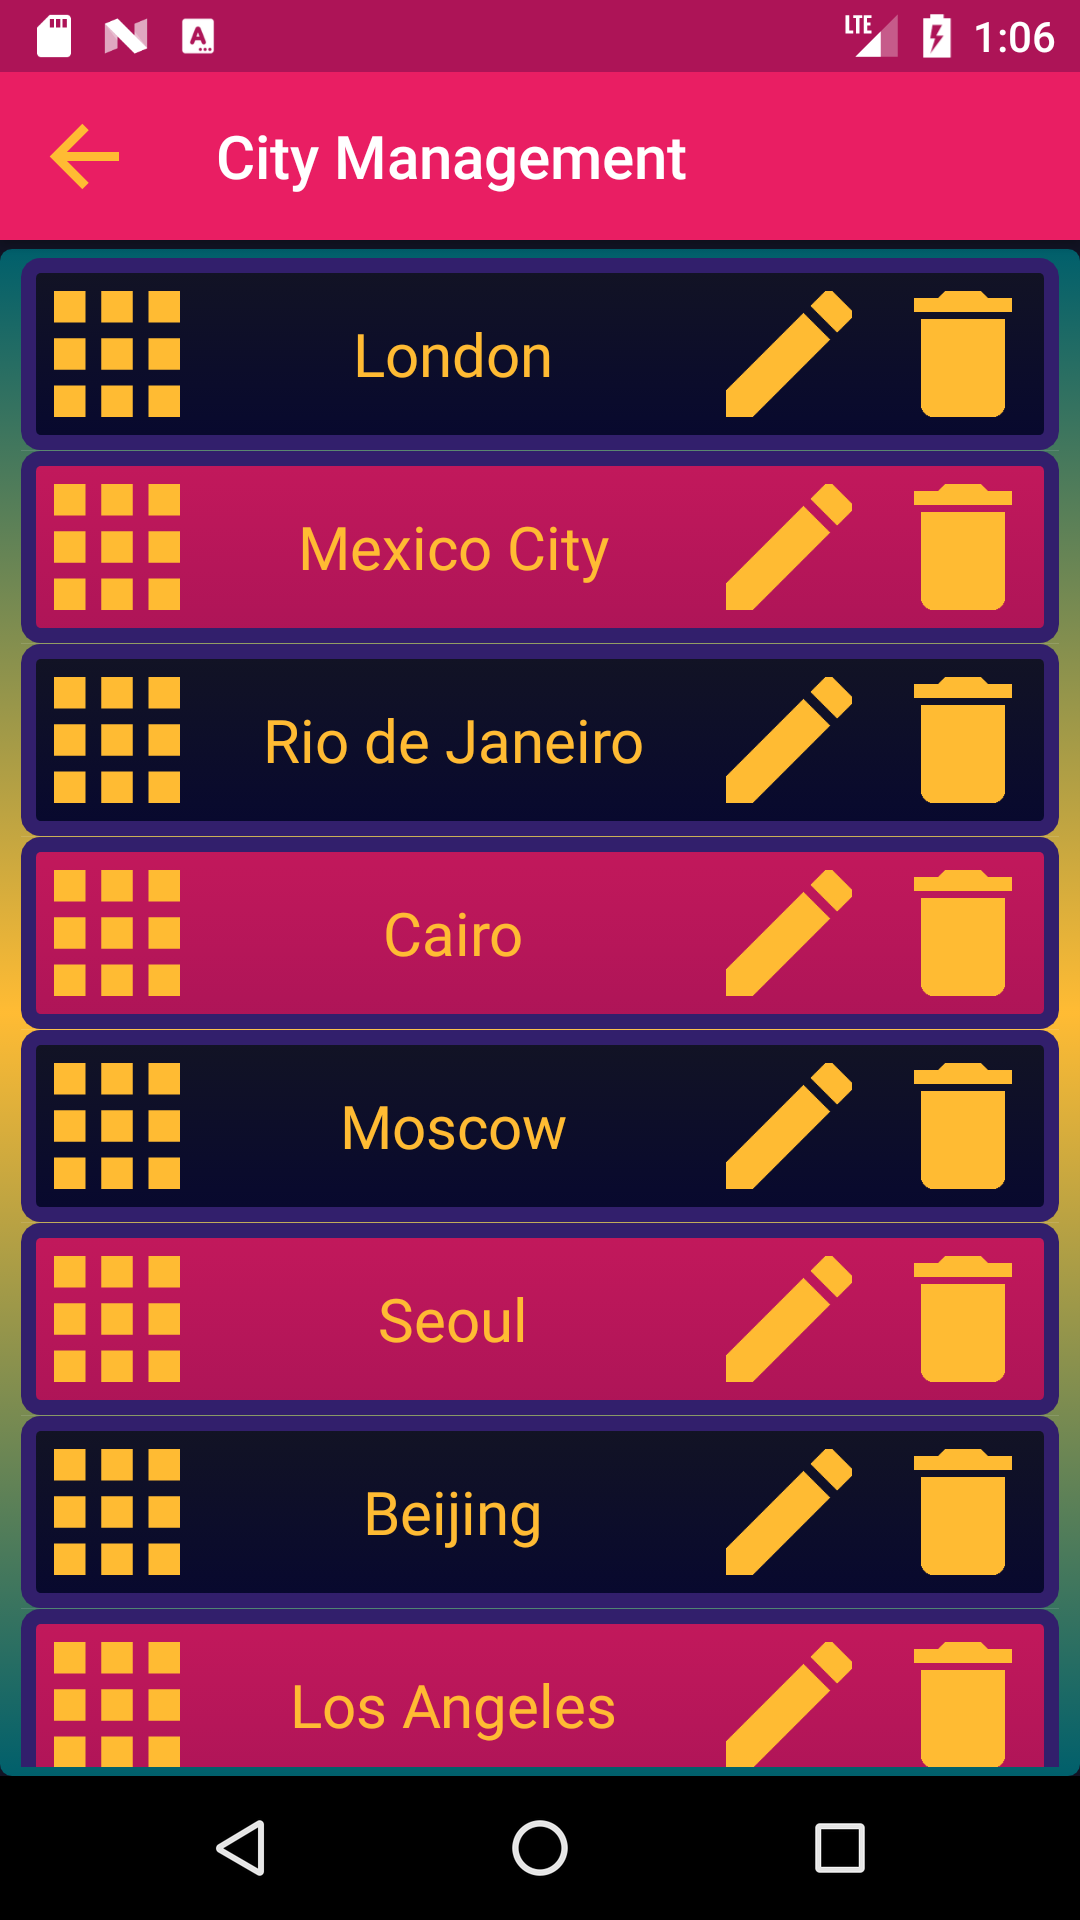 LTE 1:06
City Management
London
Mexico City
Rio de Janeiro
Cairo
Moscow
Seoul
Beijing
Los Angeles